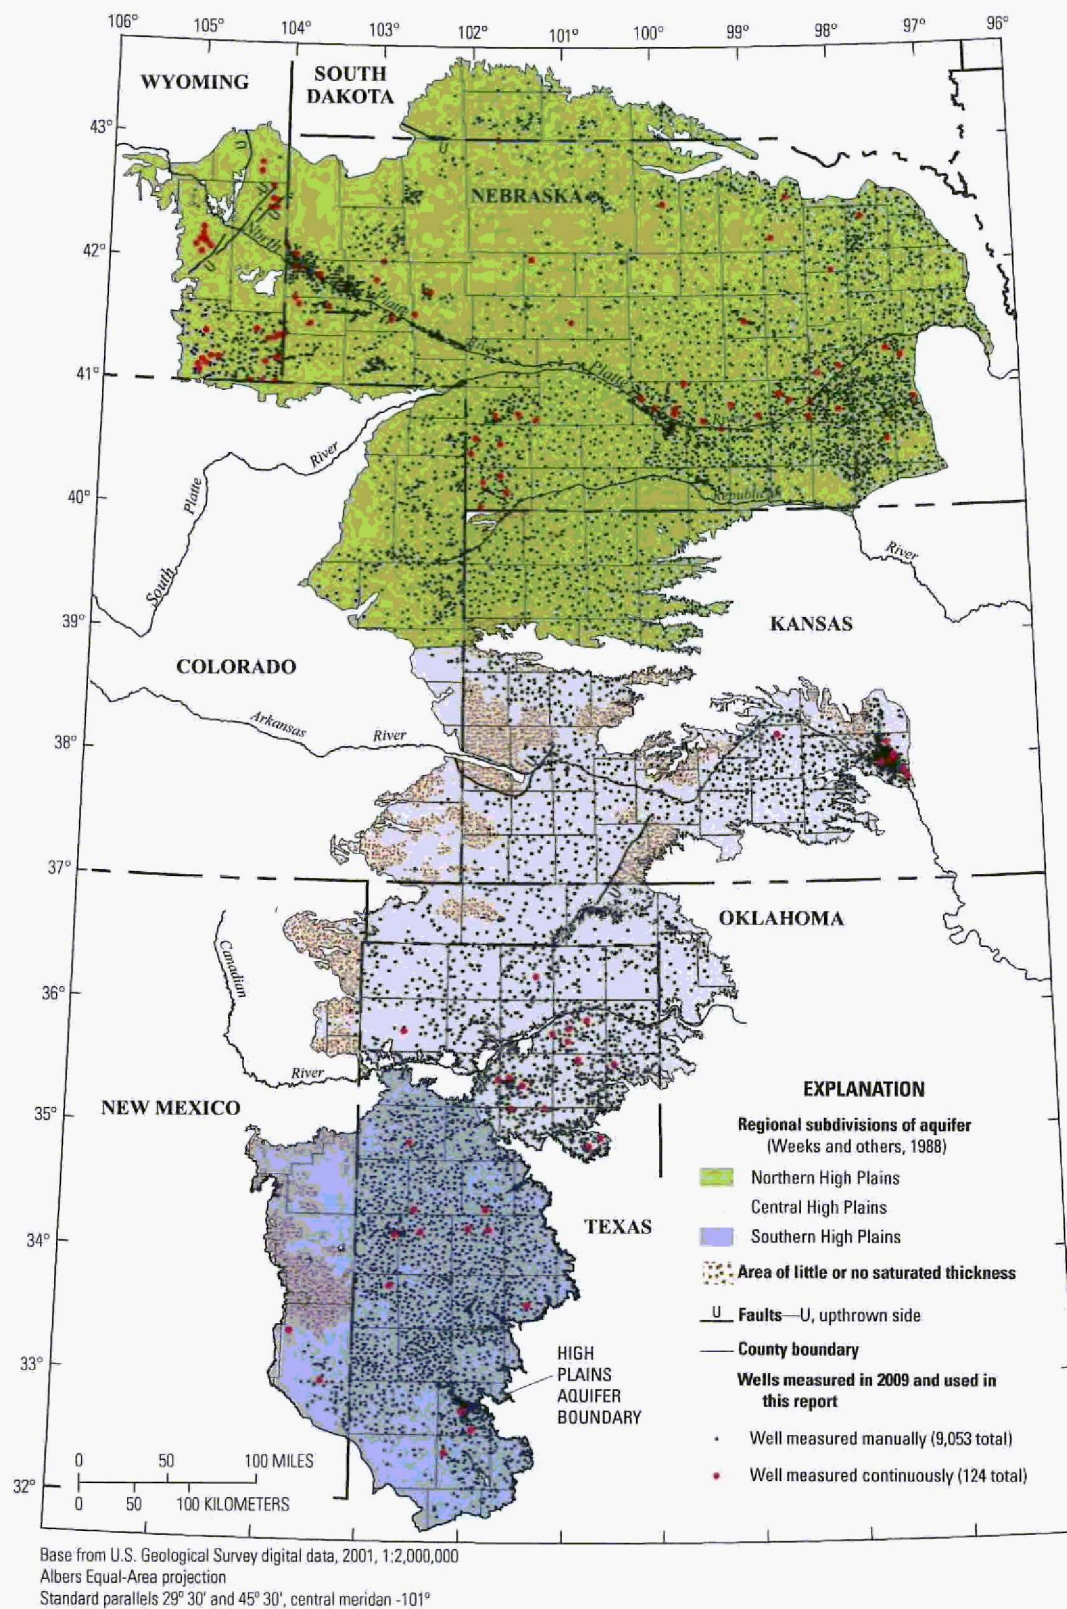 106°
105°
104°
103°
102°
101°
100°
99°
98°
97°
96°
WYOMING
SOUTH
DAKOTA
43°
U
U
NEBRASKA
U
U
42°
North
U
Platte
R
41°
Platte
River
River
Republican
40°
Platte
South
River
39°
KANSAS
COLORADO
Arkansas
River
38°
37°
U
OKLAHOMA
Canadian
36°
River
EXPLANATION
NEW MEXICO
35°
Regional subdivisions of aquifer
(Weeks and others, 1988)
Northern High Plains
Central High Plains
TEXAS
Southern High Plains
34°
Area of little or no saturated thickness
U Faults—U, upthrown side
County boundary
33°
HIGH
PLAINS
AQUIFER
BOUNDARY
Wells measured in 2009 and used in
this report
Well measured manually (9,053 total)
0 50 100 MILES
Well measured continuously (124 total)
32°
0 50 100 KILOMETERS
Base from U.S. Geological Survey digital data, 2001, 1:2,000,000
Albers Equal-Area projection
Standard parallels 29° 30' and 45° 30', central meridan -101°